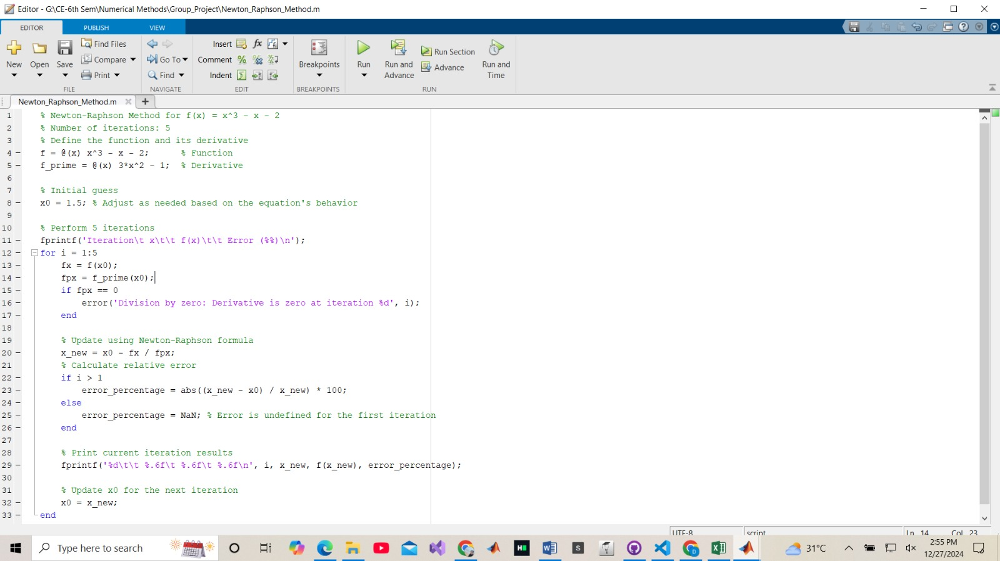 Editor - G:\CE-6th Sem\Numerical Methods\Group_Project\Newton_Raphson_Method.m
EDITOR PUBLISH VIEW
New Open Save Find Files Compare Print
Go To Find
Insert fx Comment Indent
Breakpoints
Run Run and Advance Run Section Advance Run and Time
FILE NAVIGATE EDIT BREAKPOINTS RUN
Newton_Raphson_Method.m × +
1 % Newton-Raphson Method for f(x) = x^3 - x - 2
2 % Number of iterations: 5
3 % Define the function and its derivative
4 - f = @(x) x^3 - x - 2; % Function
5 - f_prime = @(x) 3*x^2 - 1; % Derivative
6
7 % Initial guess
8 - x0 = 1.5; % Adjust as needed based on the equation's behavior
9
10 % Perform 5 iterations
11 - fprintf('Iteration\t x\t\t f(x)\t\t Error (%%)\n');
12 - for i = 1:5
13 - fx = f(x0);
14 - fpx = f_prime(x0);
15 - if fpx == 0
16 - error('Division by zero: Derivative is zero at iteration %d', i);
17 - end
18
19 % Update using Newton-Raphson formula
20 - x_new = x0 - fx / fpx;
21 % Calculate relative error
22 - if i > 1
23 - error_percentage = abs((x_new - x0) / x_new) * 100;
24 - else
25 - error_percentage = NaN; % Error is undefined for the first iteration
26 - end
27
28 % Print current iteration results
29 - fprintf('%d\t\t %.6f\t %.6f\t %.6f\n', i, x_new, f(x_new), error_percentage);
30
31 % Update x0 for the next iteration
32 - x0 = x_new;
33 - end
UTF-8 script Ln 14 Col 23
Type here to search
31°C
2:55 PM
12/27/2024